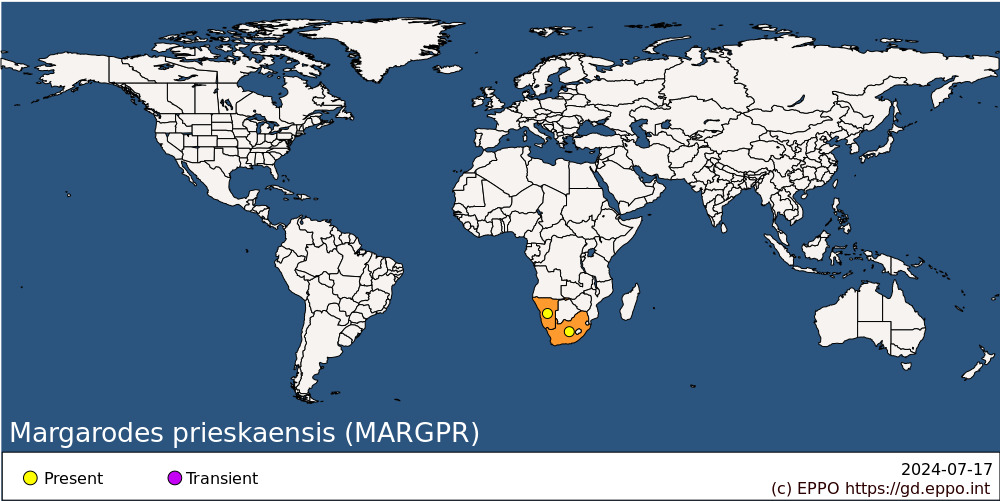 Margarodes prieskaensis (MARGPR)
Present
Transient
2024-07-17
(c) EPPO https://gd.eppo.int